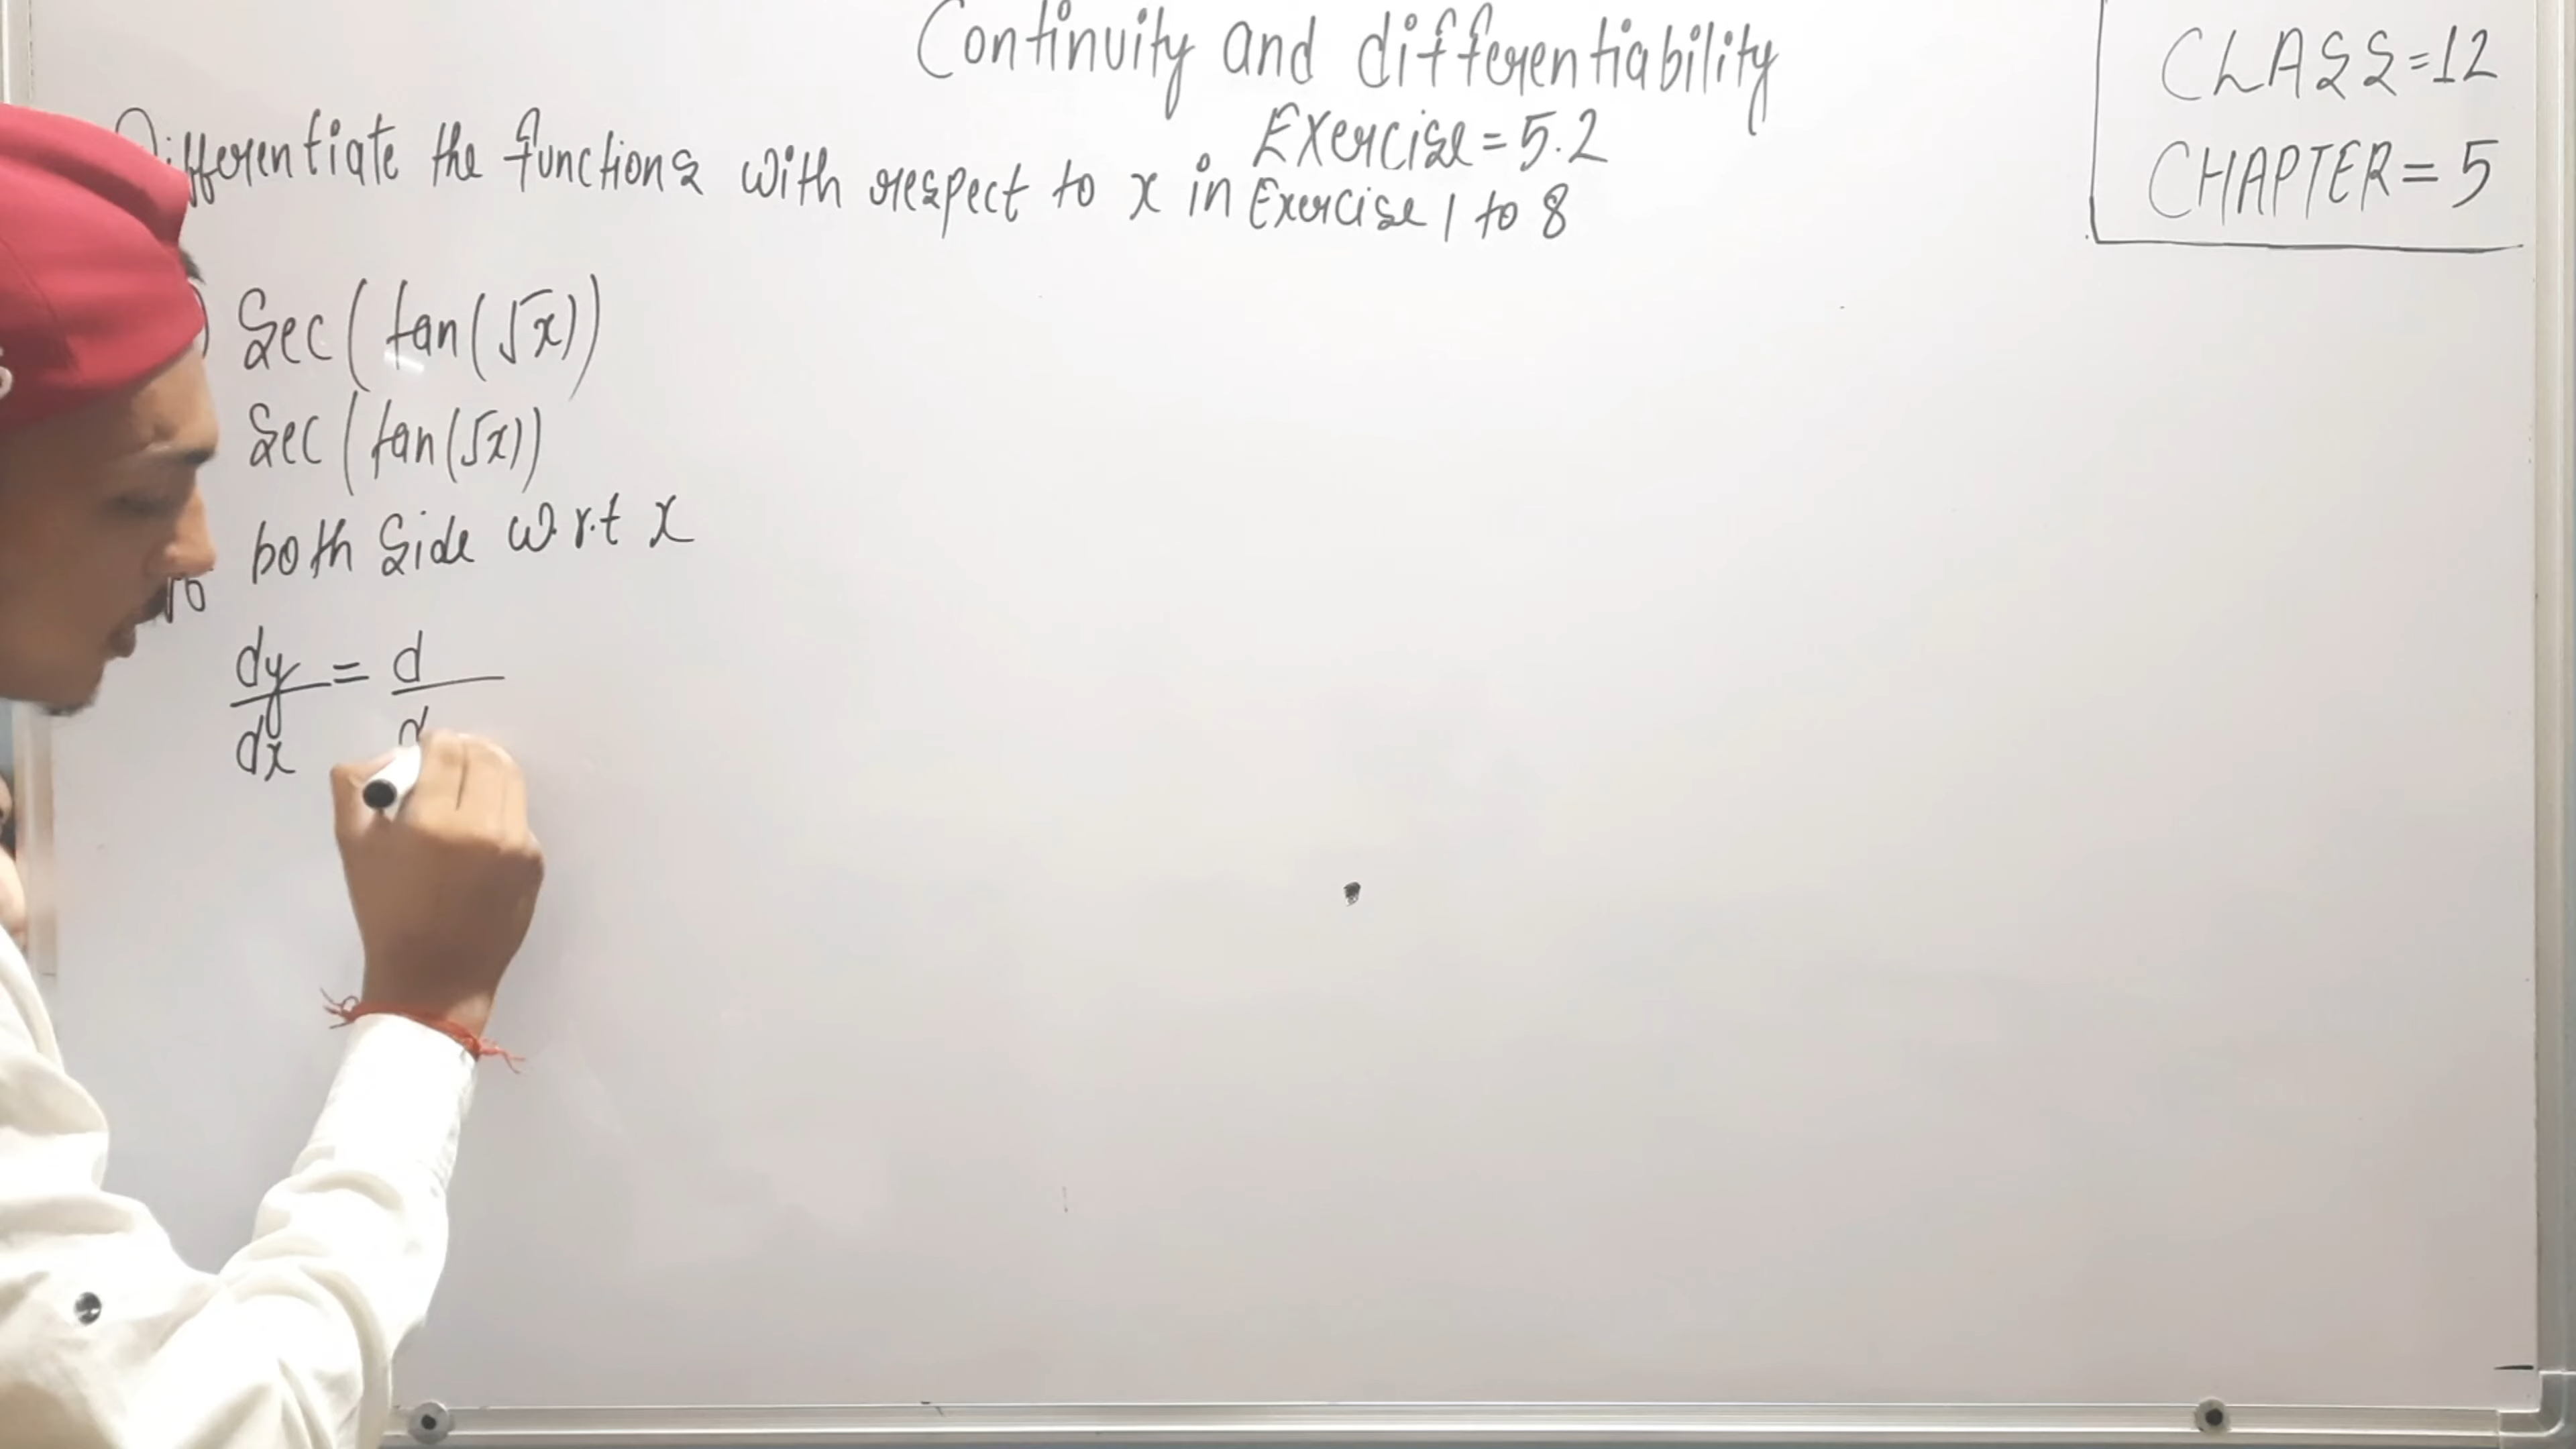 Continuity and differentiability
CLASS=12
CHAPTER=5
Exercise=5.2
Differentiate the functions with respect to x in Exercise 1 to 8
Sec(tan(√x))
Sec(tan(√x))
both Side w.r.t x
dy/dx = d/d